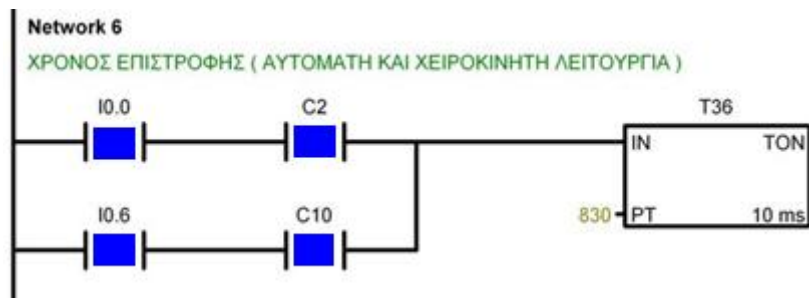 Network 6
ΧΡΟΝΟΣ ΕΠΙΣΤΡΟΦΗΣ ( ΑΥΤΟΜΑΤΗ ΚΑΙ ΧΕΙΡΟΚΙΝΗΤΗ ΛΕΙΤΟΥΡΓΙΑ )
I0.0 C2 T36
IN TON
I0.6 C10 830 PT 10 ms